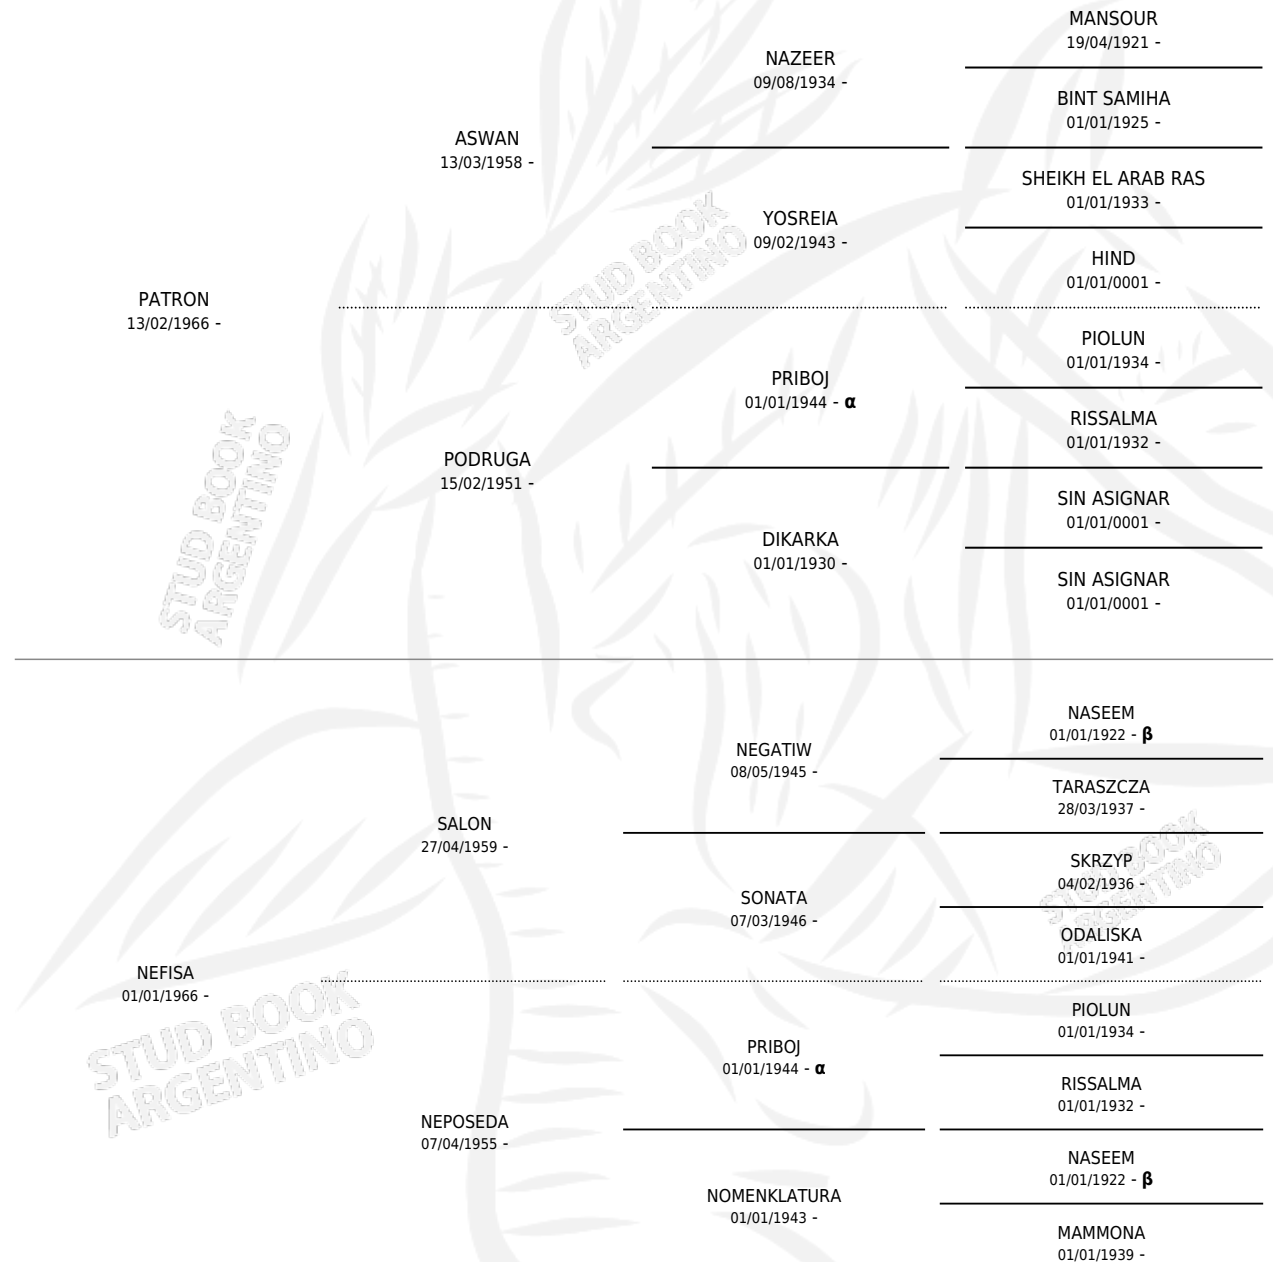 MANSOUR
19/04/1921 -
NAZEER
09/08/1934 -
BINT SAMIHA
01/01/1925 -
ASWAN
13/03/1958 -
SHEIKH EL ARAB RAS
01/01/1933 -
YOSREIA
09/02/1943 -
HIND
01/01/0001 -
PATRON
13/02/1966 -
PIOLUN
01/01/1934 -
PRIBOJ
01/01/1944 - α
RISSALMA
01/01/1932 -
PODRUGA
15/02/1951 -
SIN ASIGNAR
01/01/0001 -
DIKARKA
01/01/1930 -
SIN ASIGNAR
01/01/0001 -
STUD BOOK
ARGENTINO
STUD BOOK
ARGENTINO
NASEEM
01/01/1922 - β
NEGATIW
08/05/1945 -
TARASZCZA
28/03/1937 -
SALON
27/04/1959 -
SKRZYP
04/02/1936 -
SONATA
07/03/1946 -
ODALISKA
01/01/1941 -
NEFISA
01/01/1966 -
PIOLUN
01/01/1934 -
PRIBOJ
01/01/1944 - α
RISSALMA
01/01/1932 -
NEPOSEDA
07/04/1955 -
NASEEM
01/01/1922 - β
NOMENKLATURA
01/01/1943 -
MAMMONA
01/01/1939 -
STUD BOOK
ARGENTINO
STUD BOOK
ARGENTINO